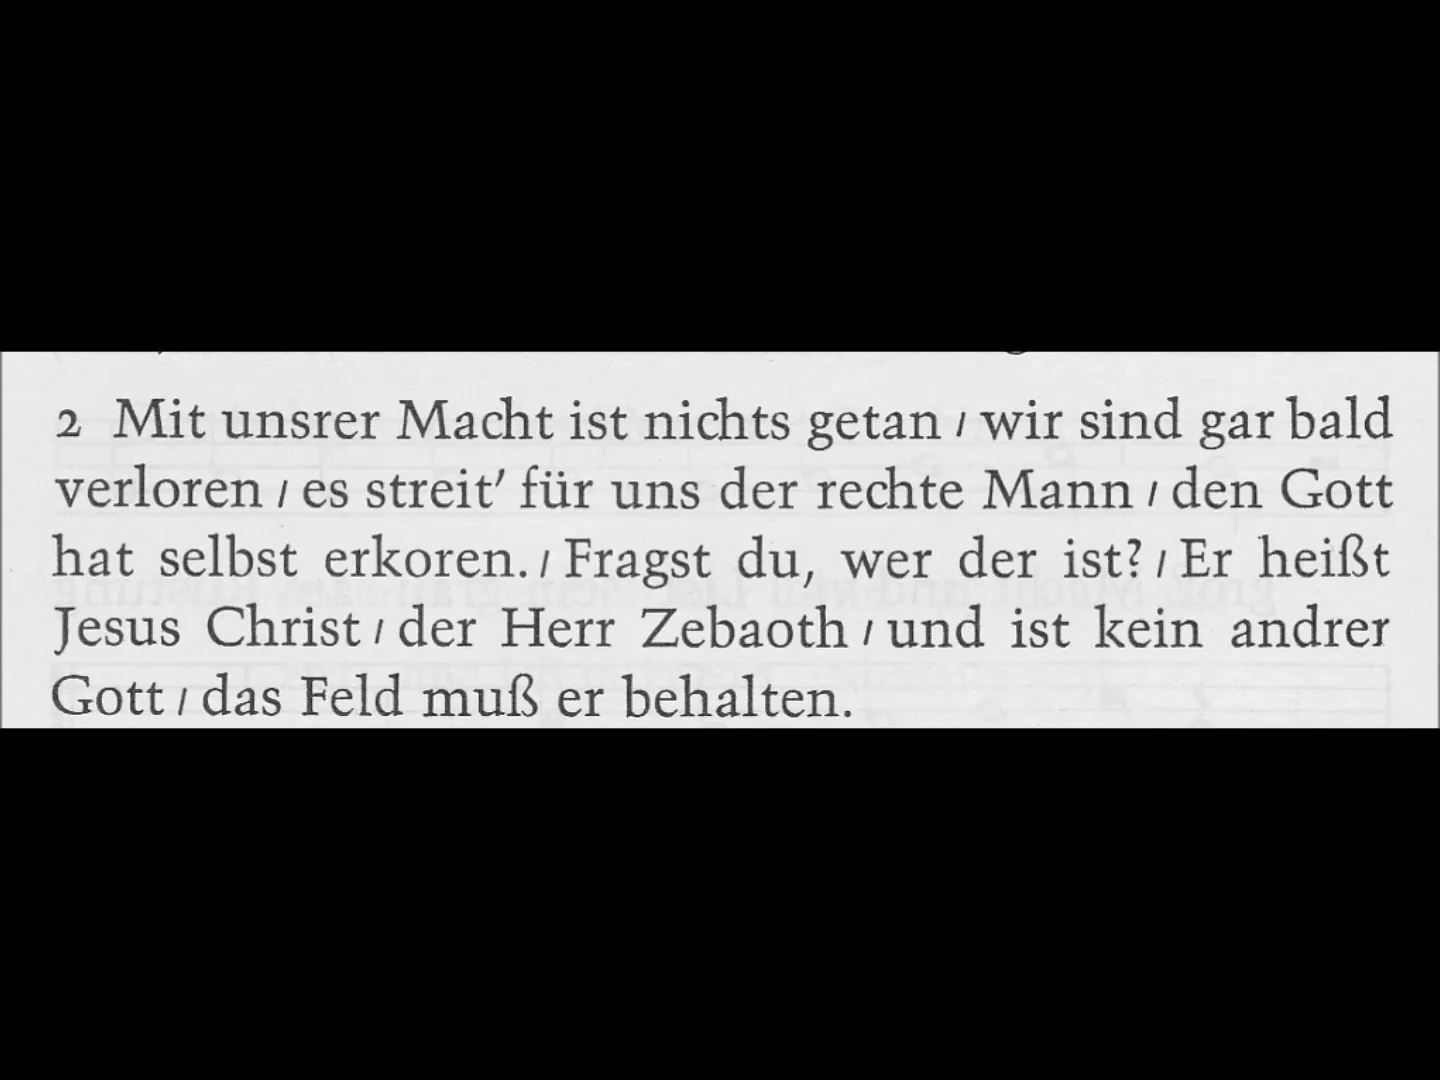 2 Mit unsrer Macht ist nichts getan / wir sind gar bald
verloren / es streit’ für uns der rechte Mann / den Gott
hat selbst erkoren. / Fragst du, wer der ist? / Er heißt
Jesus Christ / der Herr Zebaoth / und ist kein andrer
Gott / das Feld muß er behalten.